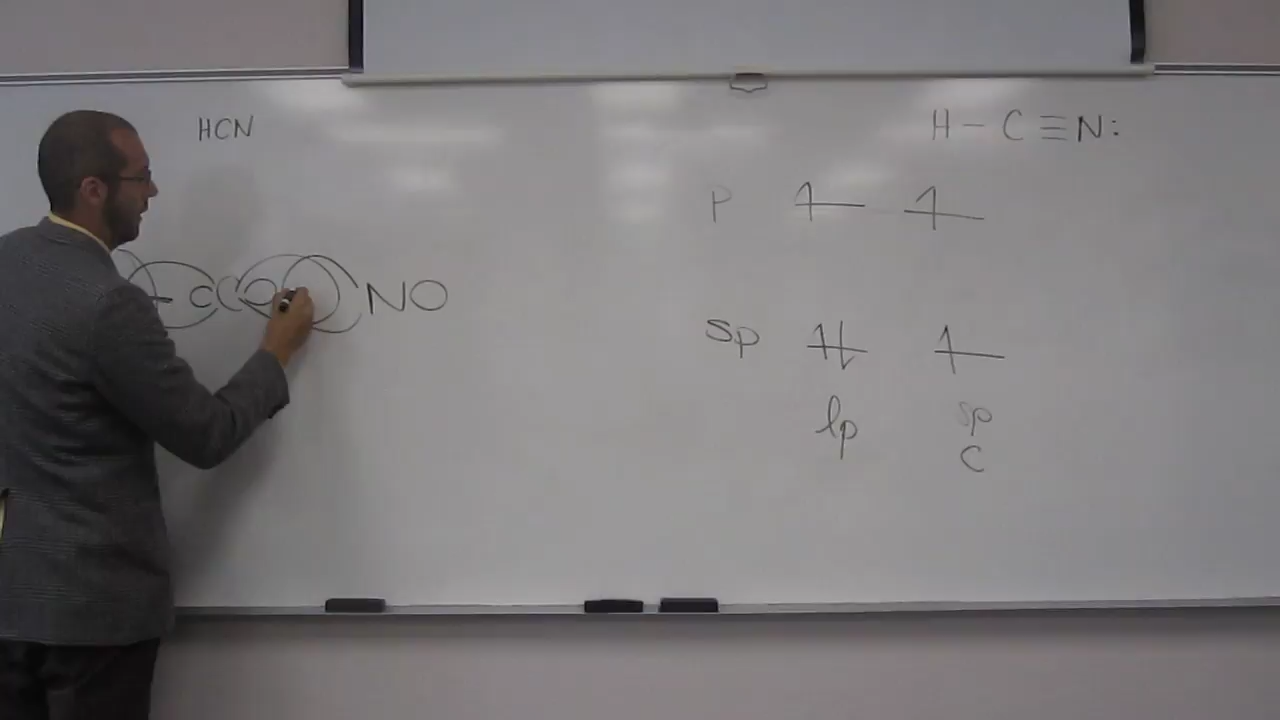 HCN
H - C ≡ N:
P
C NO
sp
lp sp
C